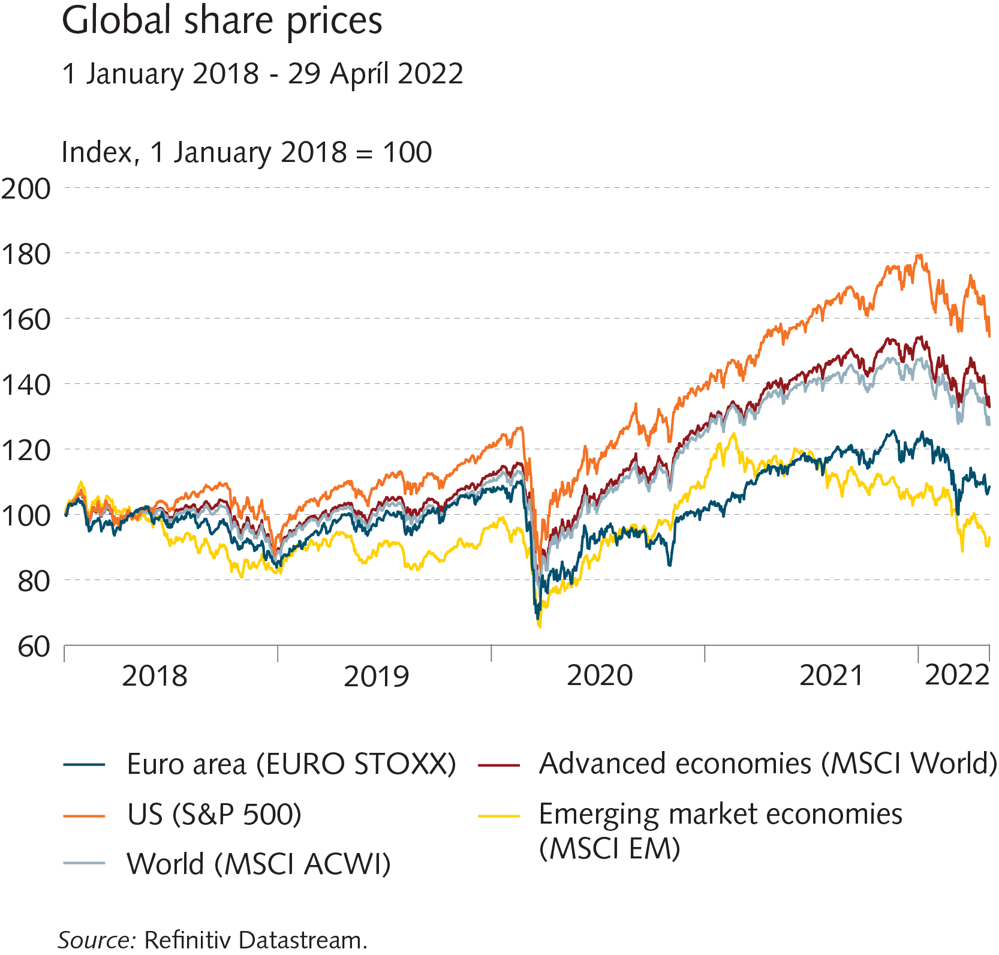 Global share prices
1 January 2018 - 29 Apríl 2022
Index, 1 January 2018 = 100
200
180
160
140
120
100
80
60
2018 2019 2020 2021 2022
Euro area (EURO STOXX)
US (S&P 500)
World (MSCI ACWI)
Advanced economies (MSCI World)
Emerging market economies
(MSCI EM)
Source: Refinitiv Datastream.